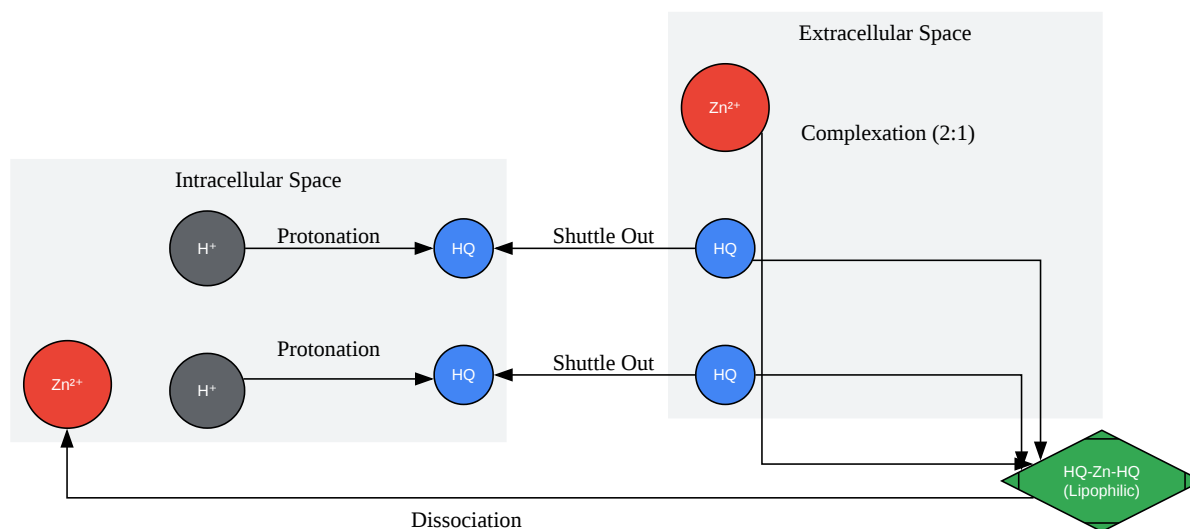 Extracellular Space
Zn²⁺
Complexation (2:1)
Intracellular Space
H⁺
Protonation
HQ
Shuttle Out
HQ
Zn²⁺
H⁺
Protonation
HQ
Shuttle Out
HQ
HQ-Zn-HQ
(Lipophilic)
Dissociation